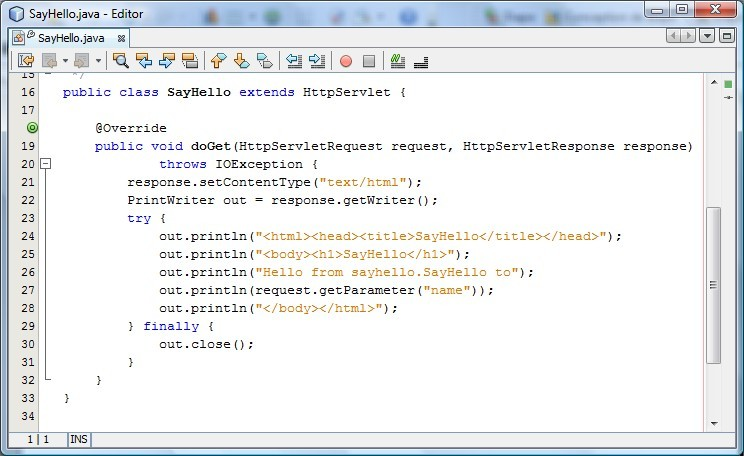 SayHello.java - Editor
SayHello.java
15 */
16 public class SayHello extends HttpServlet {
17
18 @Override
19 public void doGet(HttpServletRequest request, HttpServletResponse response)
20 throws IOException {
21 response.setContentType("text/html");
22 PrintWriter out = response.getWriter();
23 try {
24 out.println("<html><head><title>SayHello</title></head>");
25 out.println("<body><h1>SayHello</h1>");
26 out.println("Hello from sayhello.SayHello to");
27 out.println(request.getParameter("name"));
28 out.println("</body></html>");
29 } finally {
30 out.close();
31 }
32 }
33 }
34
1 | 1 INS